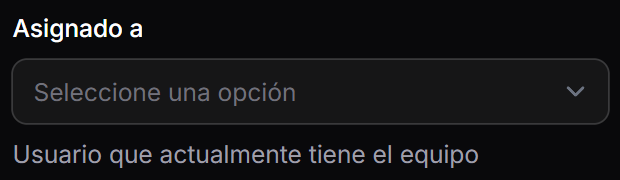 Asignado a
Seleccione una opción
Usuario que actualmente tiene el equipo